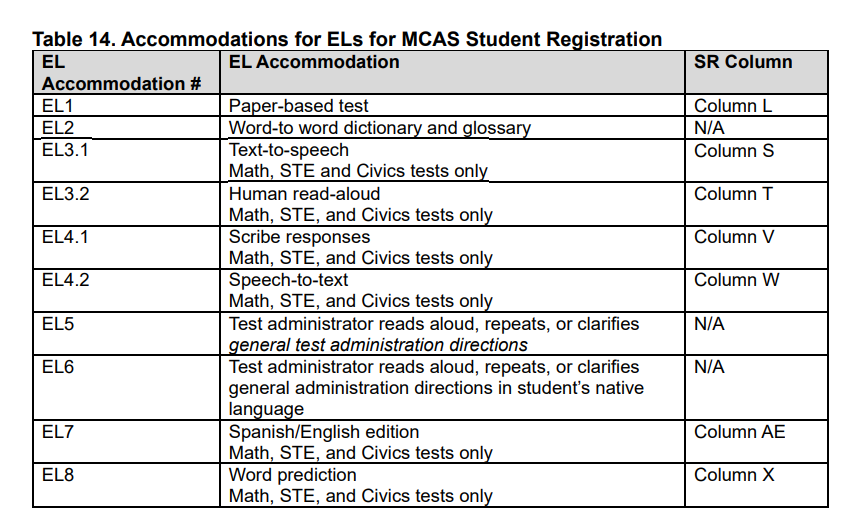 Table 14. Accommodations for ELs for MCAS Student Registration
EL
Accommodation #
EL Accommodation
SR Column
EL1
Paper-based test
Column L
EL2
Word-to word dictionary and glossary
N/A
EL3.1
Text-to-speech
Math, STE and Civics tests only
Column S
EL3.2
Human read-aloud
Math, STE, and Civics tests only
Column T
EL4.1
Scribe responses
Math, STE, and Civics tests only
Column V
EL4.2
Speech-to-text
Math, STE, and Civics tests only
Column W
EL5
Test administrator reads aloud, repeats, or clarifies
general test administration directions
N/A
EL6
Test administrator reads aloud, repeats, or clarifies
general administration directions in student’s native
language
N/A
EL7
Spanish/English edition
Math, STE, and Civics tests only
Column AE
EL8
Word prediction
Math, STE, and Civics tests only
Column X